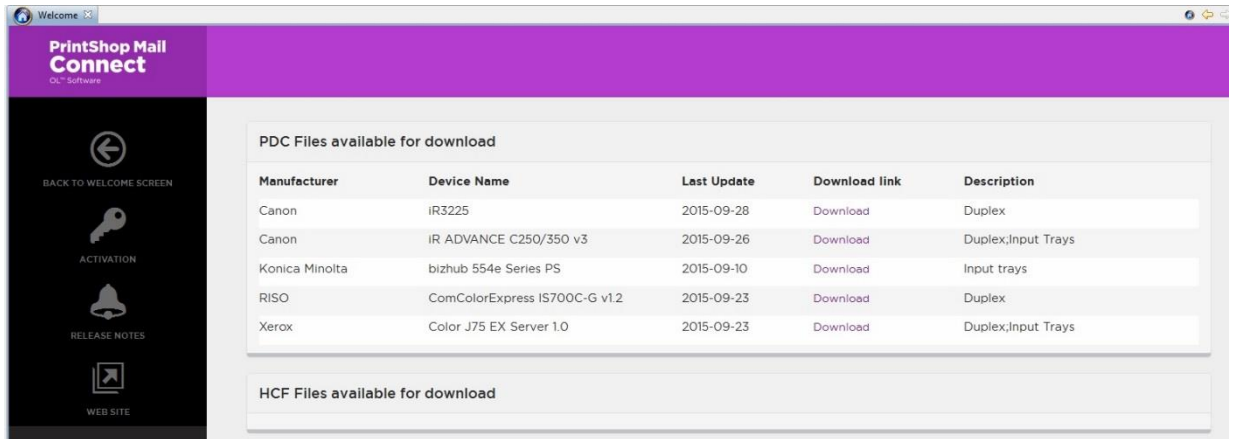 Welcome
PrintShop Mail
Connect
OL™ Software
BACK TO WELCOME SCREEN
ACTIVATION
RELEASE NOTES
WEB SITE
PDC Files available for download
Manufacturer Device Name Last Update Download link Description
Canon iR3225 2015-09-28 Download Duplex
Canon iR ADVANCE C250/350 v3 2015-09-26 Download Duplex;Input Trays
Konica Minolta bizhub 554e Series PS 2015-09-10 Download Input trays
RISO ComColorExpress IS700C-G v1.2 2015-09-23 Download Duplex
Xerox Color J75 EX Server 1.0 2015-09-23 Download Duplex;Input Trays
HCF Files available for download